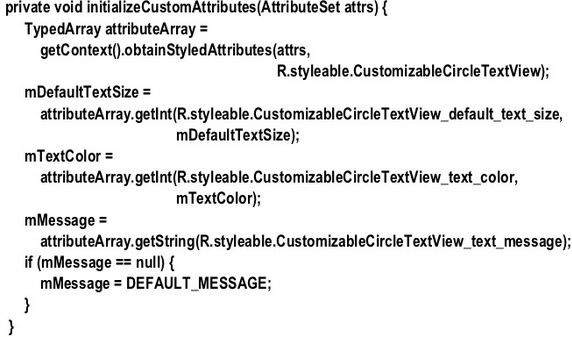 private void initializeCustomAttributes(AttributeSet attrs) {
TypedArray attributeArray =
getContext().obtainStyledAttributes(attrs,
R.styleable.CustomizableCircleTextView);
mDefaultTextSize =
attributeArray.getInt(R.styleable.CustomizableCircleTextView_default_text_size,
mDefaultTextSize);
mTextColor =
attributeArray.getInt(R.styleable.CustomizableCircleTextView_text_color,
mTextColor);
mMessage =
attributeArray.getString(R.styleable.CustomizableCircleTextView_text_message);
if (mMessage == null) {
mMessage = DEFAULT_MESSAGE;
}
}